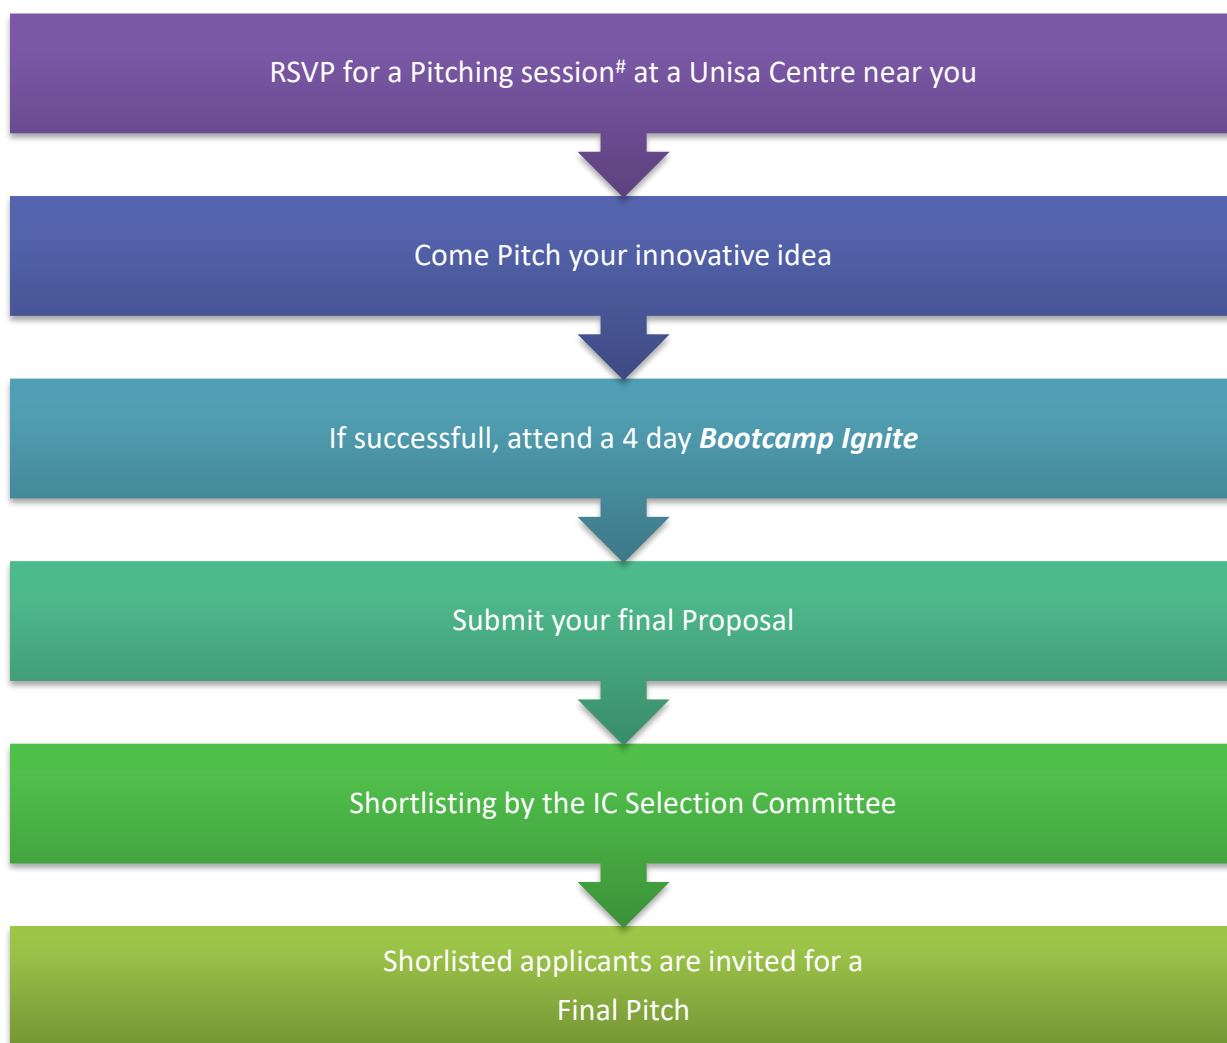 RSVP for a Pitching session# at a Unisa Centre near you
Come Pitch your innovative idea
If successfull, attend a 4 day Bootcamp Ignite
Submit your final Proposal
Shortlisting by the IC Selection Committee
Shorlisted applicants are invited for a
Final Pitch